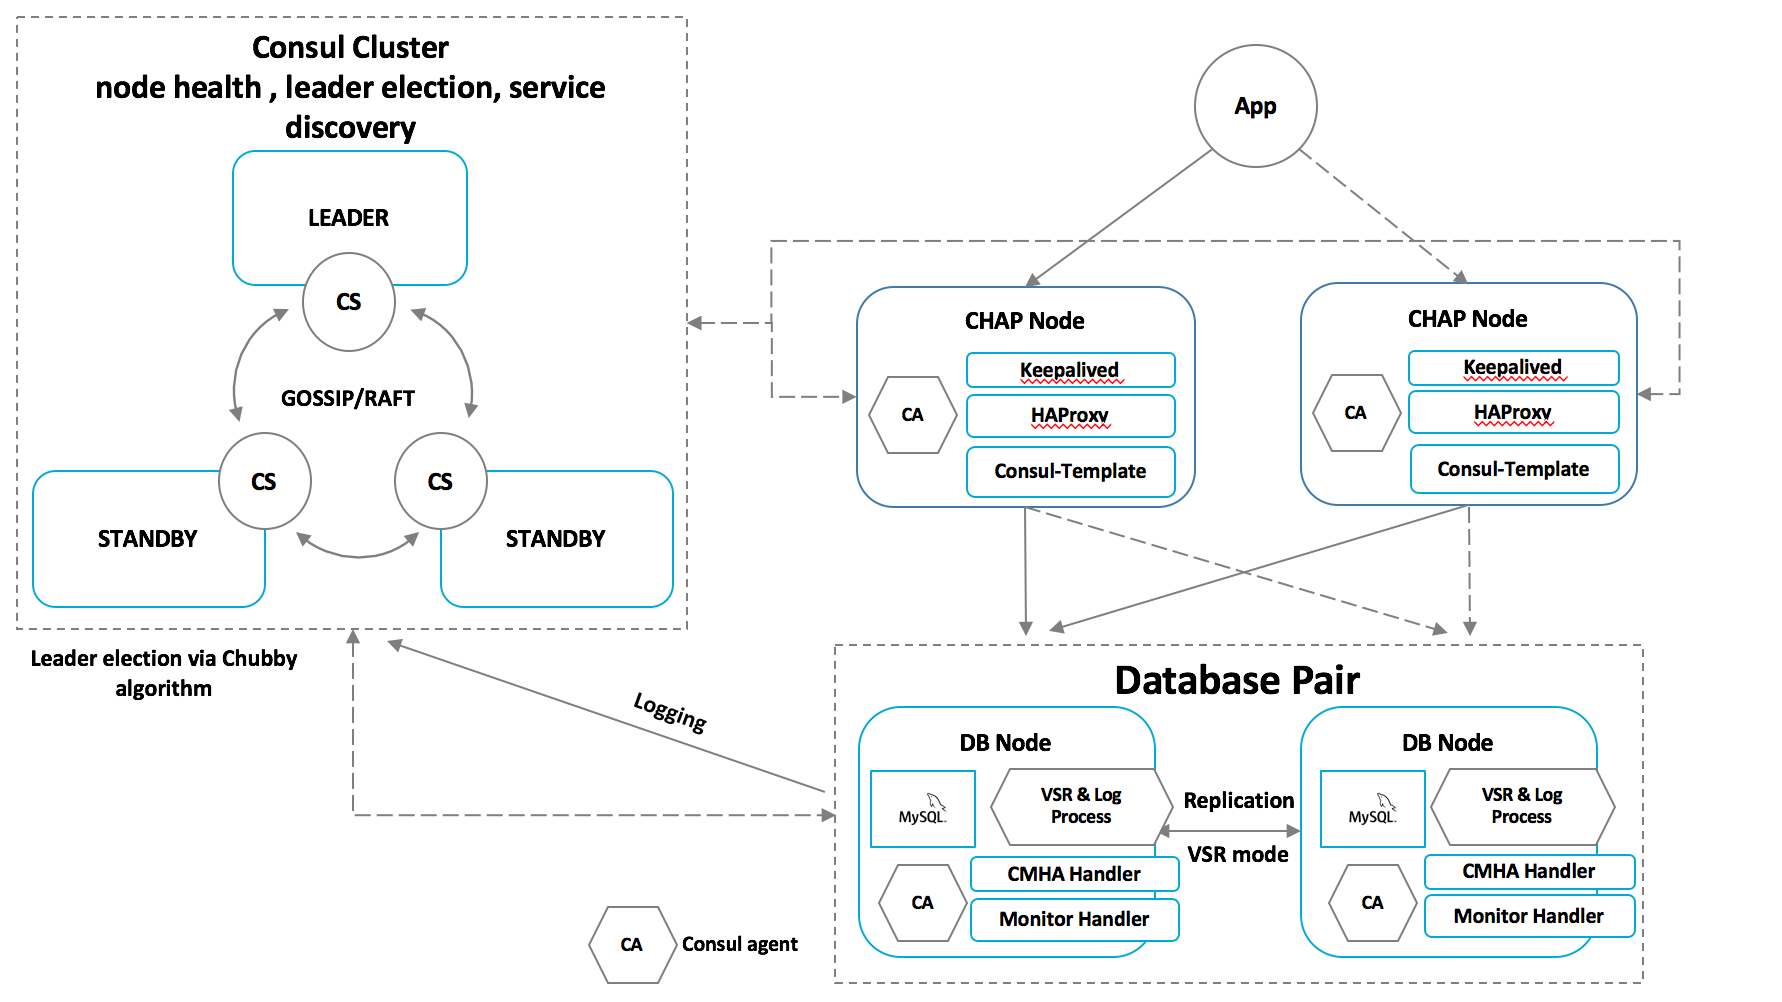 Consul Cluster
node health , leader election, service
discovery
LEADER
CS
GOSSIP/RAFT
CS
CS
STANDBY
STANDBY
Leader election via Chubby
algorithm
Logging
App
CHAP Node
Keepalived
CA
HAProxy
Consul-Template
CHAP Node
Keepalived
CA
HAProxy
Consul-Template
Database Pair
DB Node
MySQL
VSR & Log
Process
CA
CMHA Handler
Monitor Handler
Replication
VSR mode
DB Node
MySQL
VSR & Log
Process
CA
CMHA Handler
Monitor Handler
CA
Consul agent